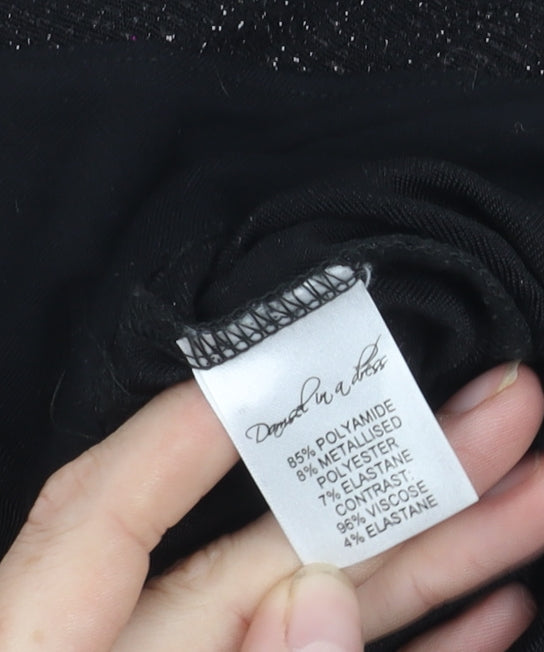 Damsel in a dress
85% POLYAMIDE
8% METALLISED
POLYESTER
7% ELASTANE
CONTRAST:
96% VISCOSE
4% ELASTANE